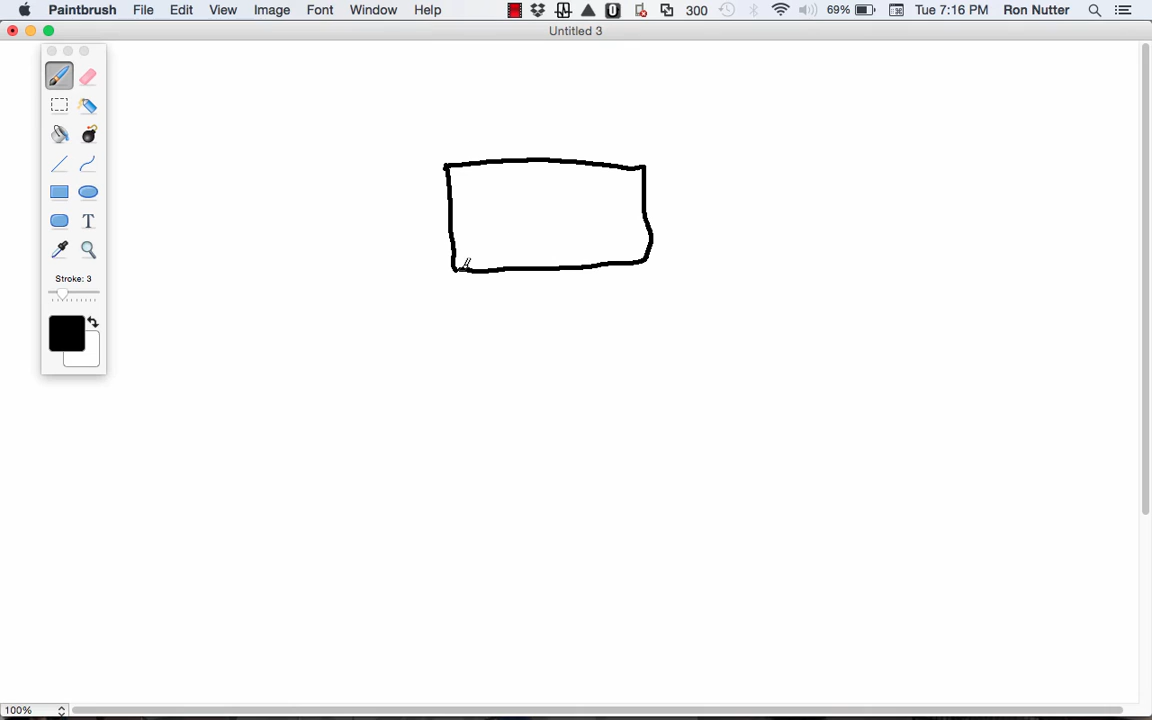 Paintbrush File Edit View Image Font Window Help 300 69% Tue 7:16 PM Ron Nutter
Untitled 3
T
Stroke: 3
100%